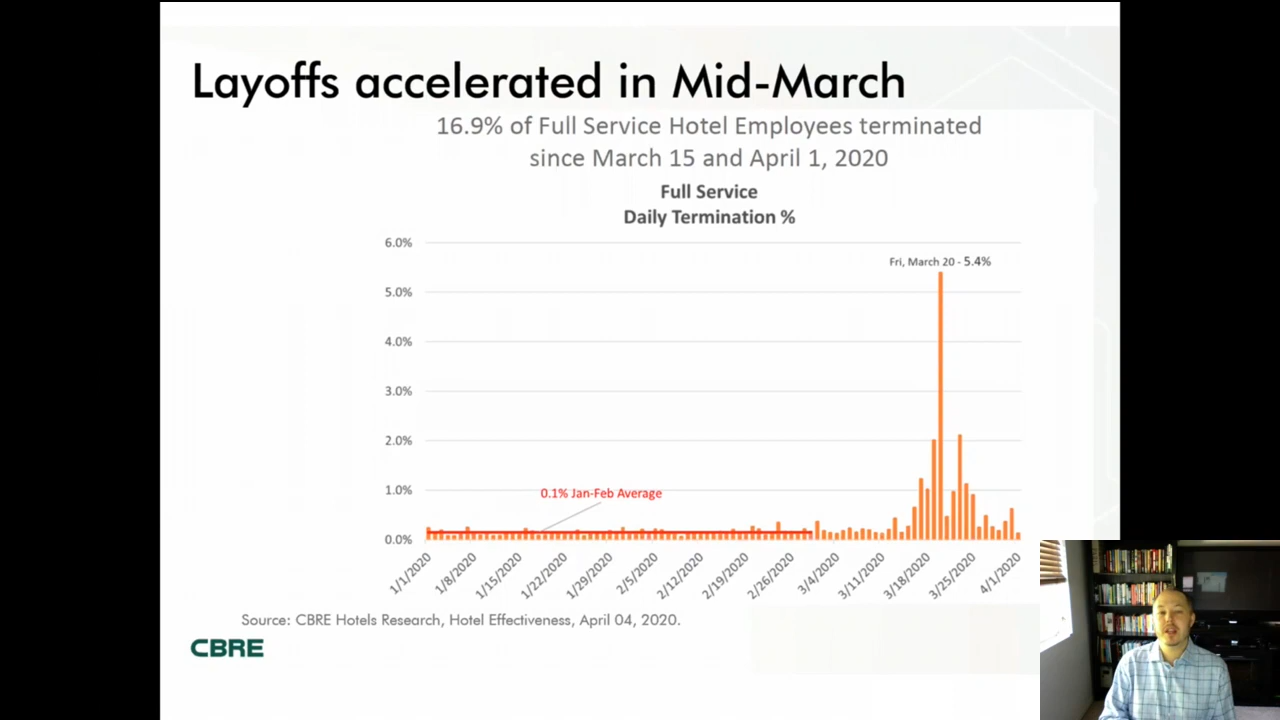 Layoffs accelerated in Mid-March
16.9% of Full Service Hotel Employees terminated
since March 15 and April 1, 2020
Full Service
Daily Termination %
6.0%
Fri, March 20 - 5.4%
5.0%
4.0%
3.0%
2.0%
1.0%
0.1% Jan-Feb Average
0.0%
1/1/2020 1/8/2020 1/15/2020 1/22/2020 1/29/2020 2/5/2020 2/12/2020 2/19/2020 2/26/2020 3/4/2020 3/11/2020 3/18/2020 3/25/2020 4/1/2020
Source: CBRE Hotels Research, Hotel Effectiveness, April 04, 2020.
CBRE